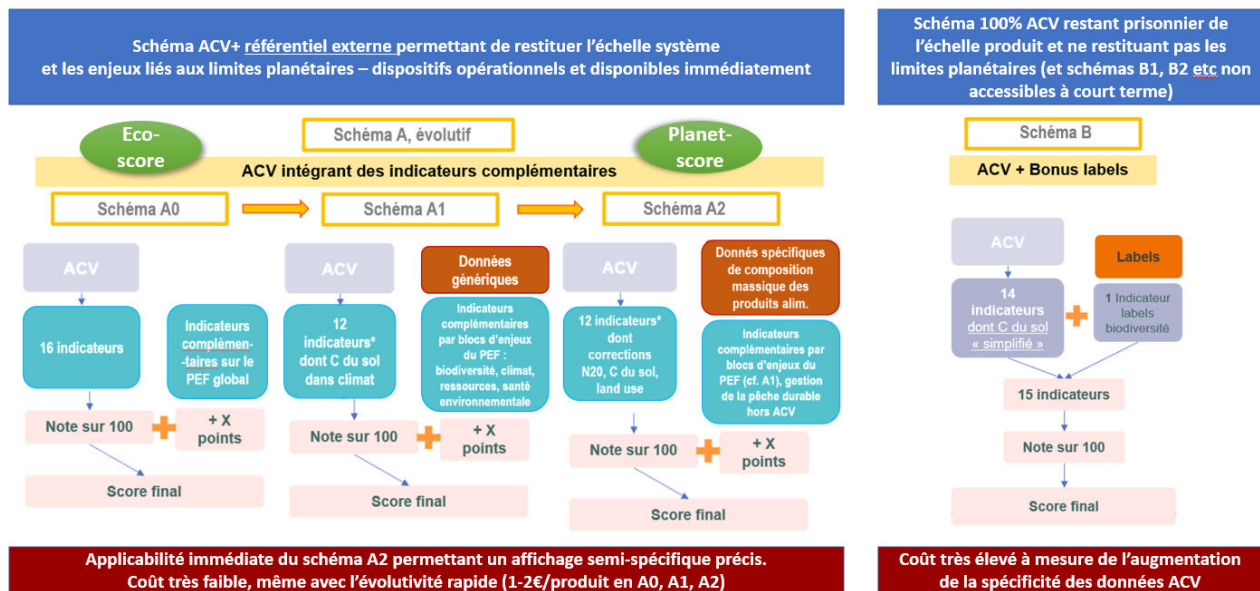 Schéma ACV+ référentiel externe permettant de restituer l'échelle système
et les enjeux liés aux limites planétaires – dispositifs opérationnels et disponibles immédiatement
Eco-
score
Schéma A, évolutif
Planet-
score
ACV intégrant des indicateurs complémentaires
Schéma A0
Schéma A1
Schéma A2
ACV
16 indicateurs
Indicateurs
complémen-
-taires sur le
PEF global
Note sur 100
+ X
points
Score final
ACV
12
indicateurs*
dont C du sol
dans climat
Données
génériques
Indicateurs
complémentaires
par blocs d'enjeux
du PEF :
biodiversité, climat,
ressources, santé
environnementale
Note sur 100
+ X
points
Score final
ACV
12 indicateurs*
dont
corrections
N20, C du sol,
land use
Donnés spécifiques
de composition
massique des
produits alim.
Indicateurs
complémentaires
par blocs d'enjeux du
PEF (cf. A1), gestion
de la pêche durable
hors ACV
Note sur 100
+ X
points
Score final
Applicabilité immédiate du schéma A2 permettant un affichage semi-spécifique précis.
Coût très faible, même avec l'évolutivité rapide (1-2€/produit en A0, A1, A2)
Schéma 100% ACV restant prisonnier de
l'échelle produit et ne restituant pas les
limites planétaires (et schémas B1, B2 etc non
accessibles à court terme)
Schéma B
ACV + Bonus labels
ACV
14
indicateurs
dont C du sol
« simplifié »
Labels
1 Indicateur
labels
biodiversité
15 indicateurs
Note sur 100
Score final
Coût très élevé à mesure de l'augmentation
de la spécificité des données ACV